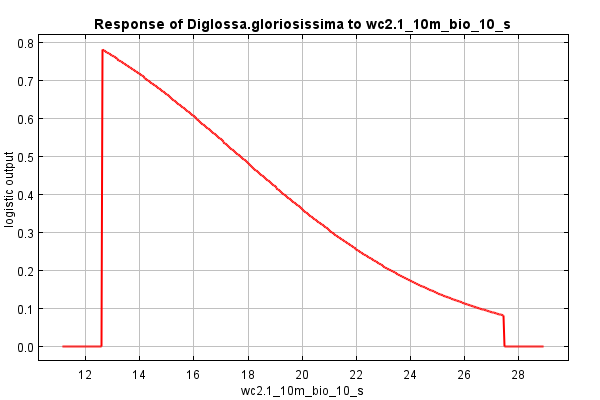 Response of Diglossa.gloriosissima to wc2.1_10m_bio_10_s
logistic output
0.8
0.7
0.6
0.5
0.4
0.3
0.2
0.1
0.0
12 14 16 18 20 22 24 26 28
wc2.1_10m_bio_10_s